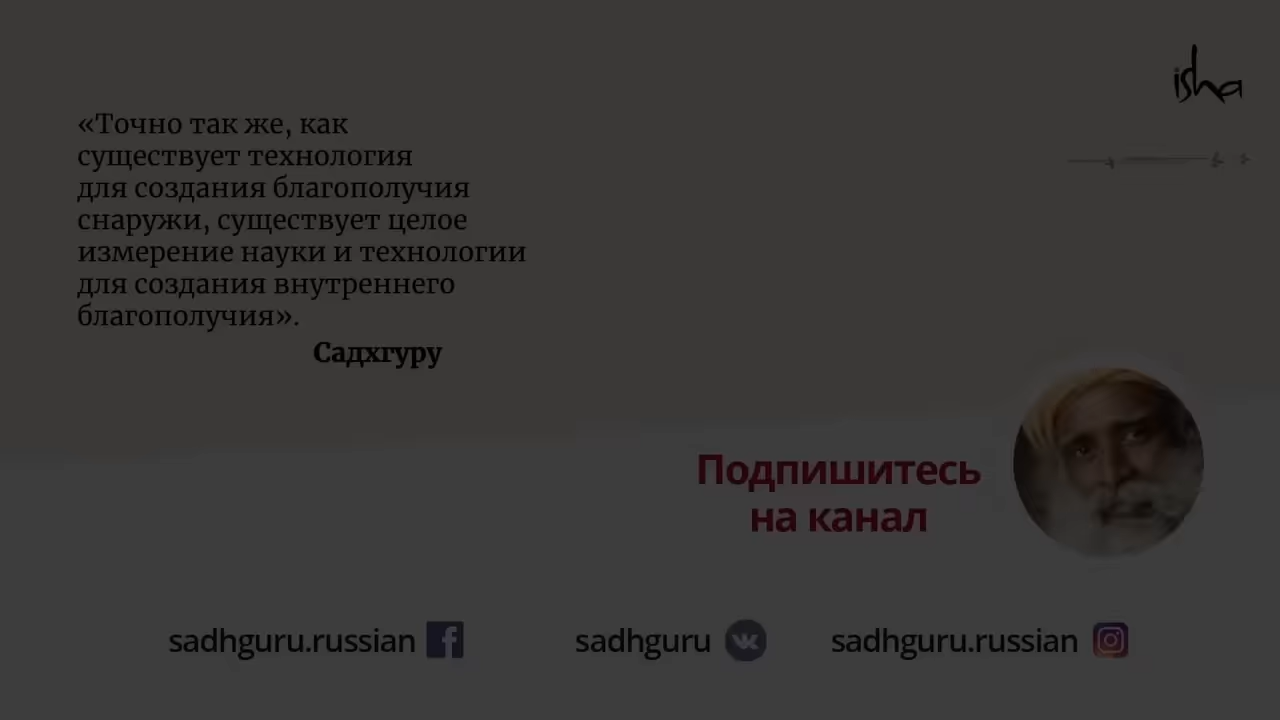 isha
«Точно так же, как
существует технология
для создания благополучия
снаружи, существует целое
измерение науки и технологии
для создания внутреннего
благополучия».
Садхгуру
Подпишитесь
на канал
sadhguru.russian
sadhguru
sadhguru.russian